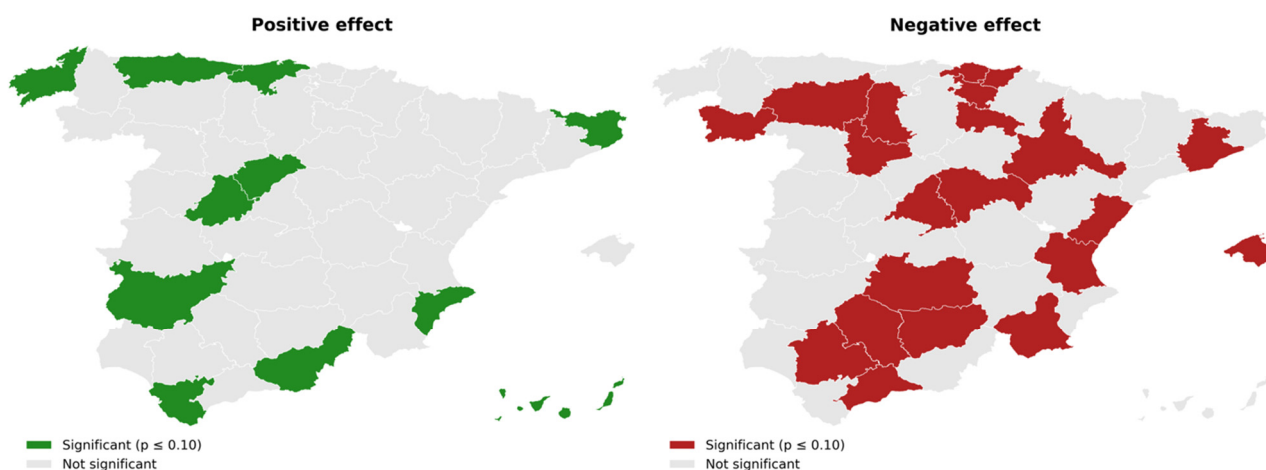 Positive effect
Negative effect
Significant (p ≤ 0.10)
Not significant
Significant (p ≤ 0.10)
Not significant